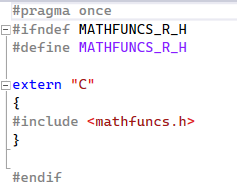 #pragma once
#ifndef MATHFUNCS_R_H
#define MATHFUNCS_R_H
extern "C"
{
#include <mathfuncs.h>
}
#endif